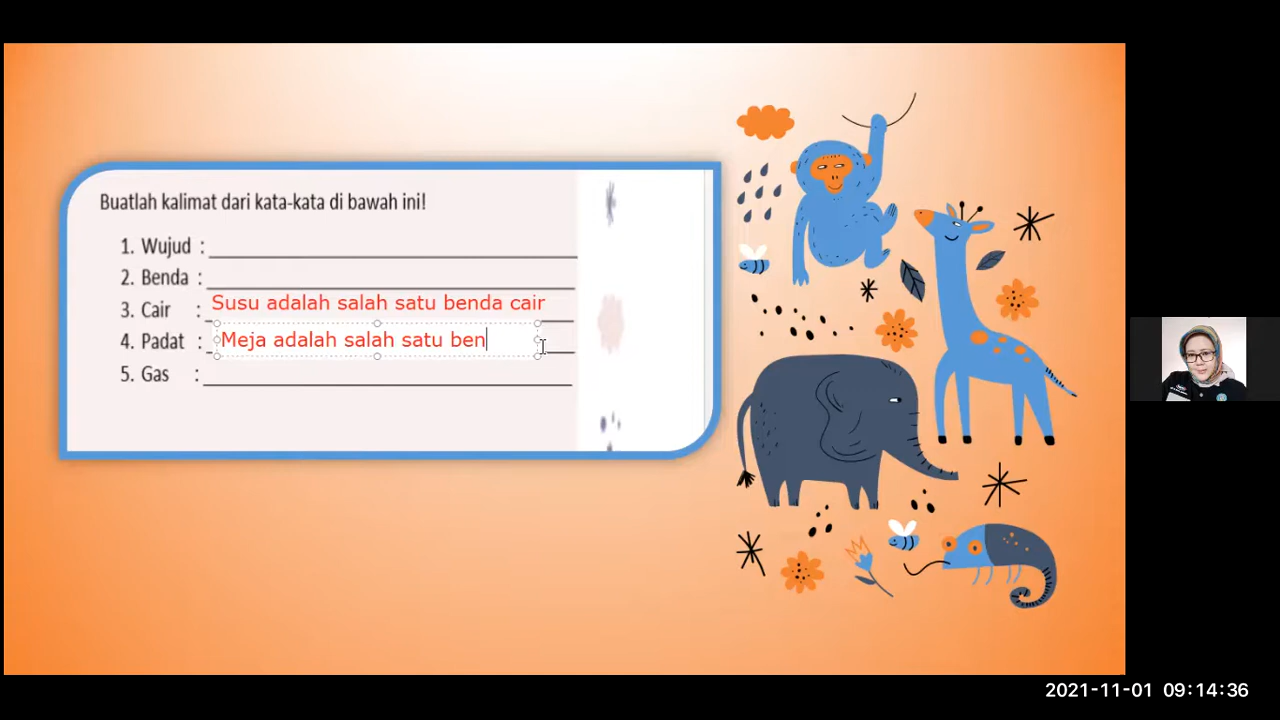 Buatlah kalimat dari kata-kata di bawah ini!
1. Wujud :
2. Benda :
3. Cair : Susu adalah salah satu benda cair
4. Padat : Meja adalah salah satu ben
5. Gas :
2021-11-01 09:14:36